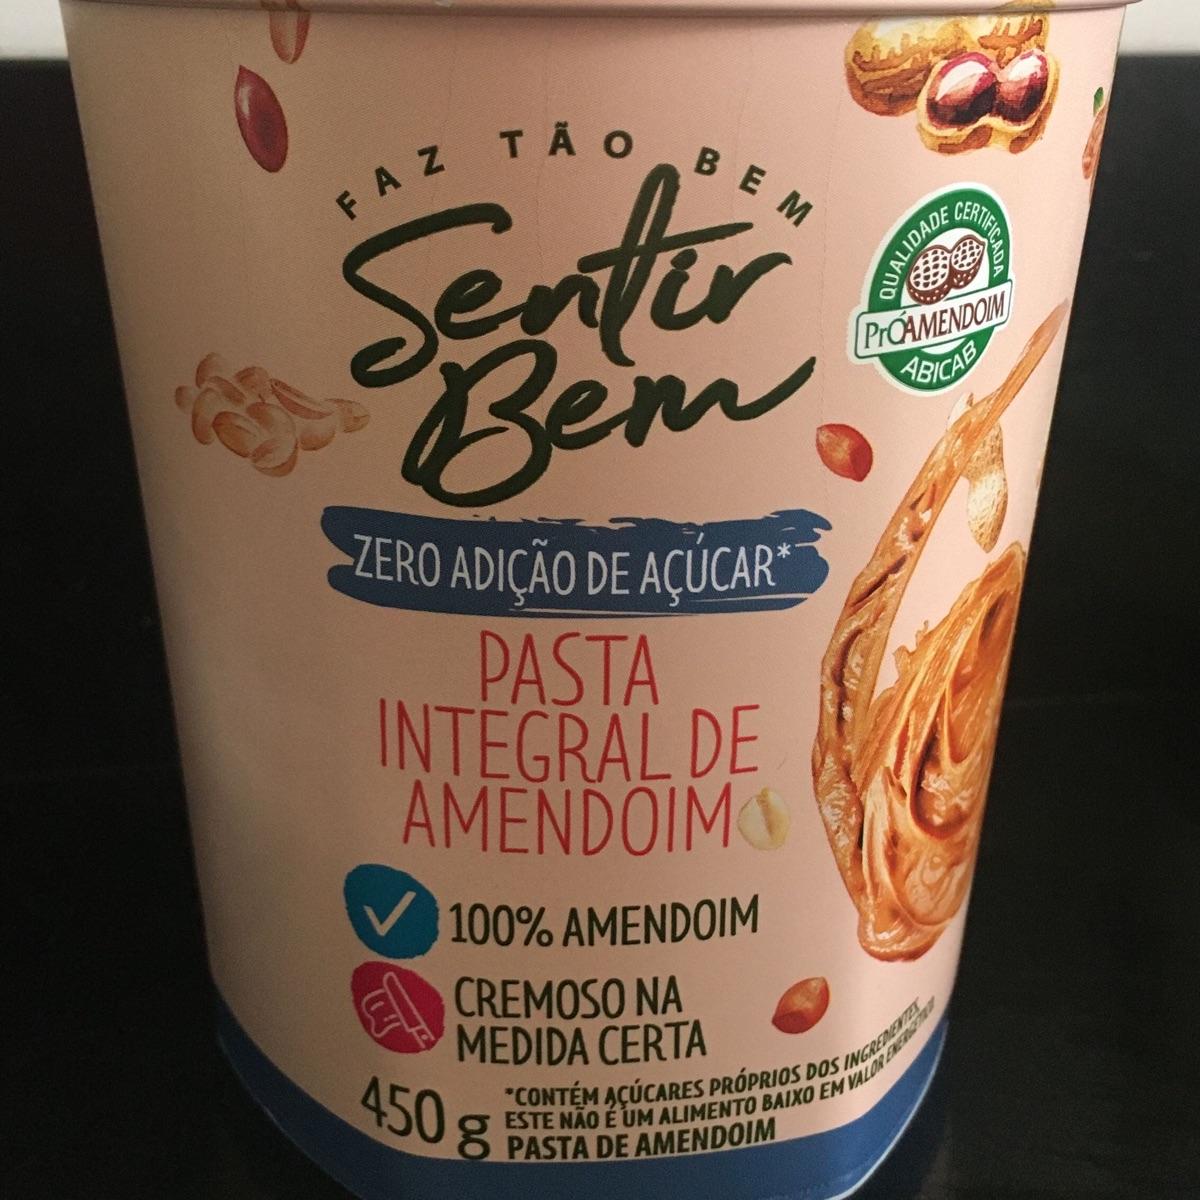 FAZ TÃO BEM
Sentir
Bem
QUALIDADE CERTIFICADA
PróAMENDOIM
ABICAB
ZERO ADIÇÃO DE AÇÚCAR*
PASTA
INTEGRAL DE
AMENDOIM
100% AMENDOIM
CREMOSO NA
MEDIDA CERTA
450 g
*CONTÉM AÇÚCARES PRÓPRIOS DOS INGREDIENTES
ESTE NÃO É UM ALIMENTO BAIXO EM VALOR ENERGÉTICO
PASTA DE AMENDOIM